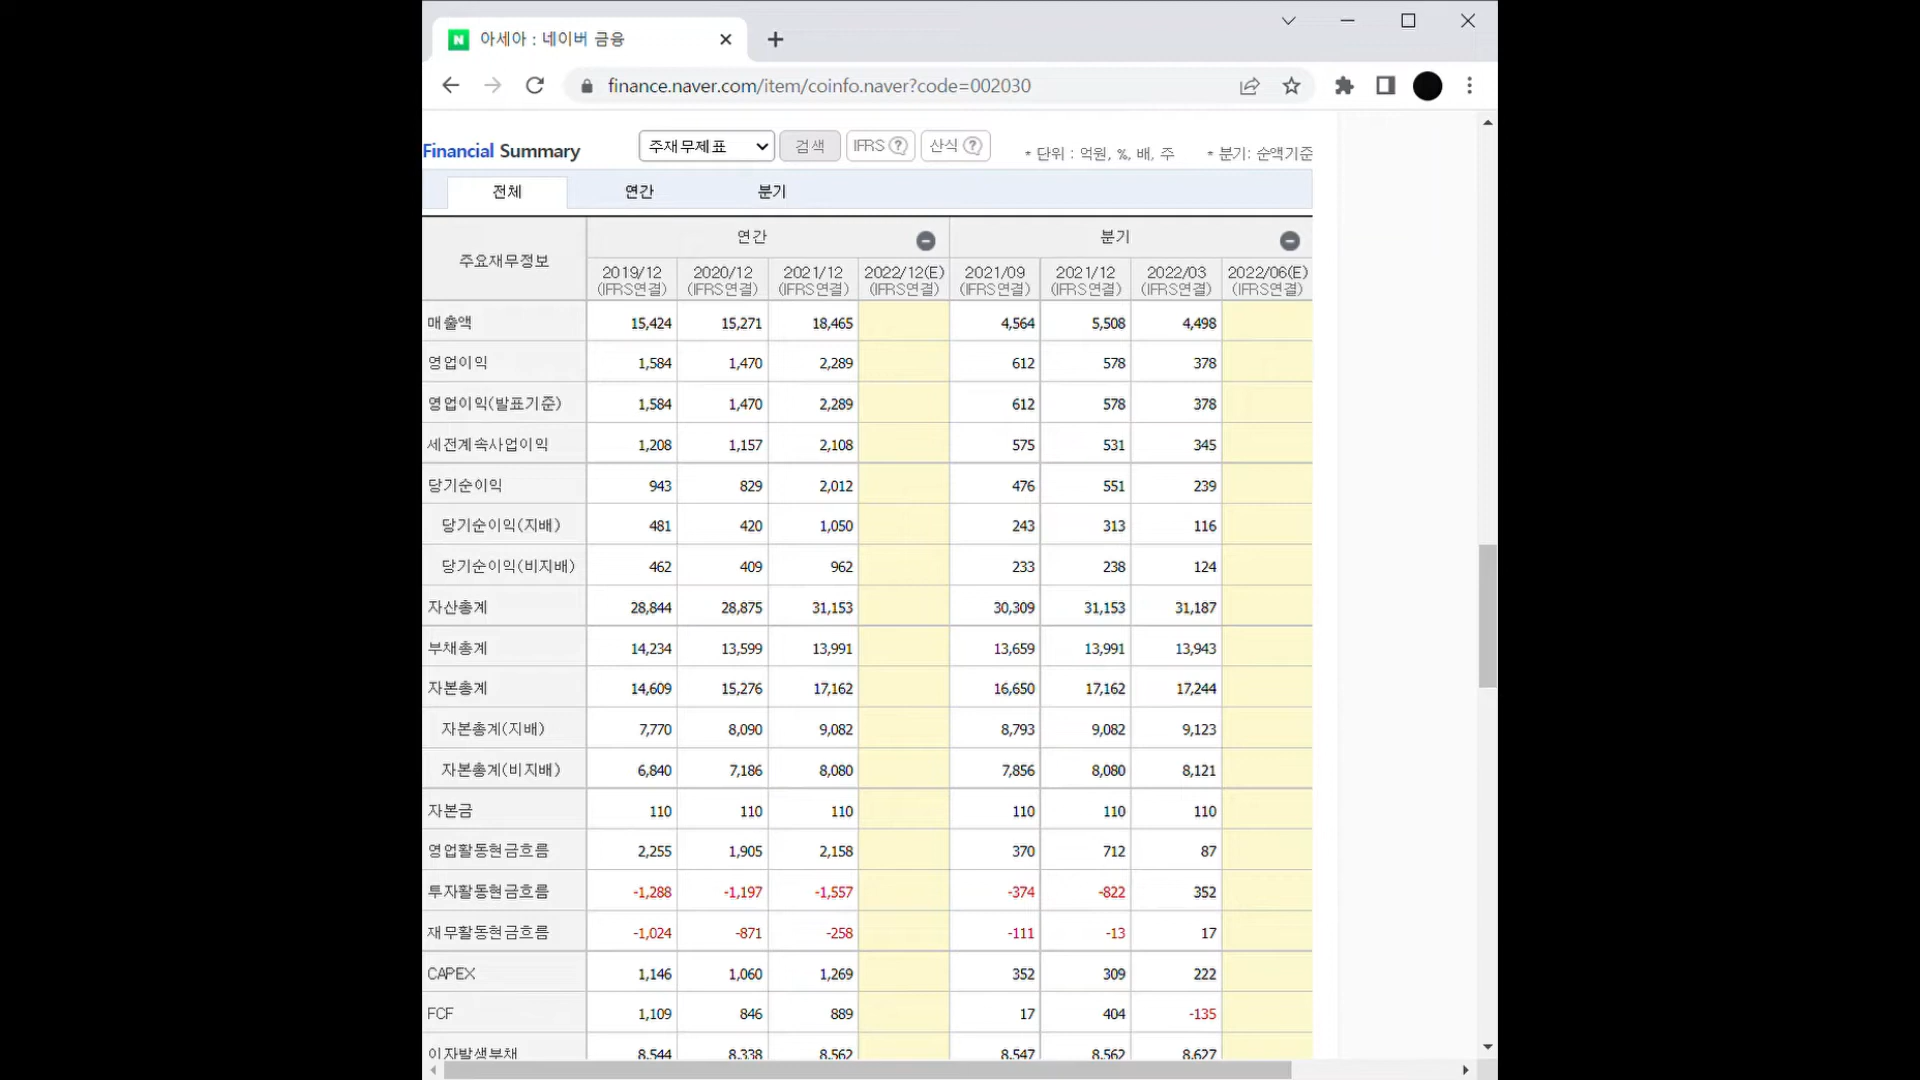 아세아 : 네이버 금융
finance.naver.com/item/coinfo.naver?code=002030
Financial Summary 주재무제표 검색 IFRS ? 산식 ? * 단위 : 억원, %, 배, 주 * 분기: 순액기준
전체 연간 분기
주요재무정보 연간 분기
2019/12 2020/12 2021/12 2022/12(E) 2021/09 2021/12 2022/03 2022/06(E)
(IFRS연결) (IFRS연결) (IFRS연결) (IFRS연결) (IFRS연결) (IFRS연결) (IFRS연결) (IFRS연결)
매출액 15,424 15,271 18,465 4,564 5,508 4,498
영업이익 1,584 1,470 2,289 612 578 378
영업이익(발표기준) 1,584 1,470 2,289 612 578 378
세전계속사업이익 1,208 1,157 2,108 575 531 345
당기순이익 943 829 2,012 476 551 239
당기순이익(지배) 481 420 1,050 243 313 116
당기순이익(비지배) 462 409 962 233 238 124
자산총계 28,844 28,875 31,153 30,309 31,153 31,187
부채총계 14,234 13,599 13,991 13,659 13,991 13,943
자본총계 14,609 15,276 17,162 16,650 17,162 17,244
자본총계(지배) 7,770 8,090 9,082 8,793 9,082 9,123
자본총계(비지배) 6,840 7,186 8,080 7,856 8,080 8,121
자본금 110 110 110 110 110 110
영업활동현금흐름 2,255 1,905 2,158 370 712 87
투자활동현금흐름 -1,288 -1,197 -1,557 -374 -822 352
재무활동현금흐름 -1,024 -871 -258 -111 -13 17
CAPEX 1,146 1,060 1,269 352 309 222
FCF 1,109 846 889 17 404 -135
이자발생부채 8,544 8,338 8,562 8,547 8,562 8,627